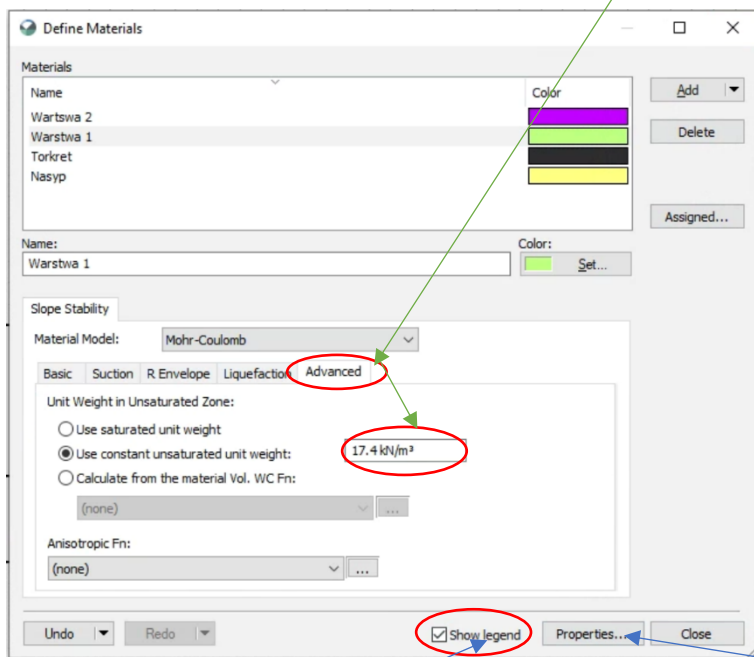 Define Materials
Materials
Name Color
Wartswa 2
Warstwa 1
Torkret
Nasyp
Add
Delete
Assigned...
Name: Color:
Warstwa 1 Set...
Slope Stability
Material Model: Mohr-Coulomb
Basic Suction R Envelope Liquefaction Advanced
Unit Weight in Unsaturated Zone:
Use saturated unit weight
Use constant unsaturated unit weight: 17.4 kN/m³
Calculate from the material Vol. WC Fn:
(none) ...
Anisotropic Fn:
(none) ...
Undo Redo Show legend Properties... Close